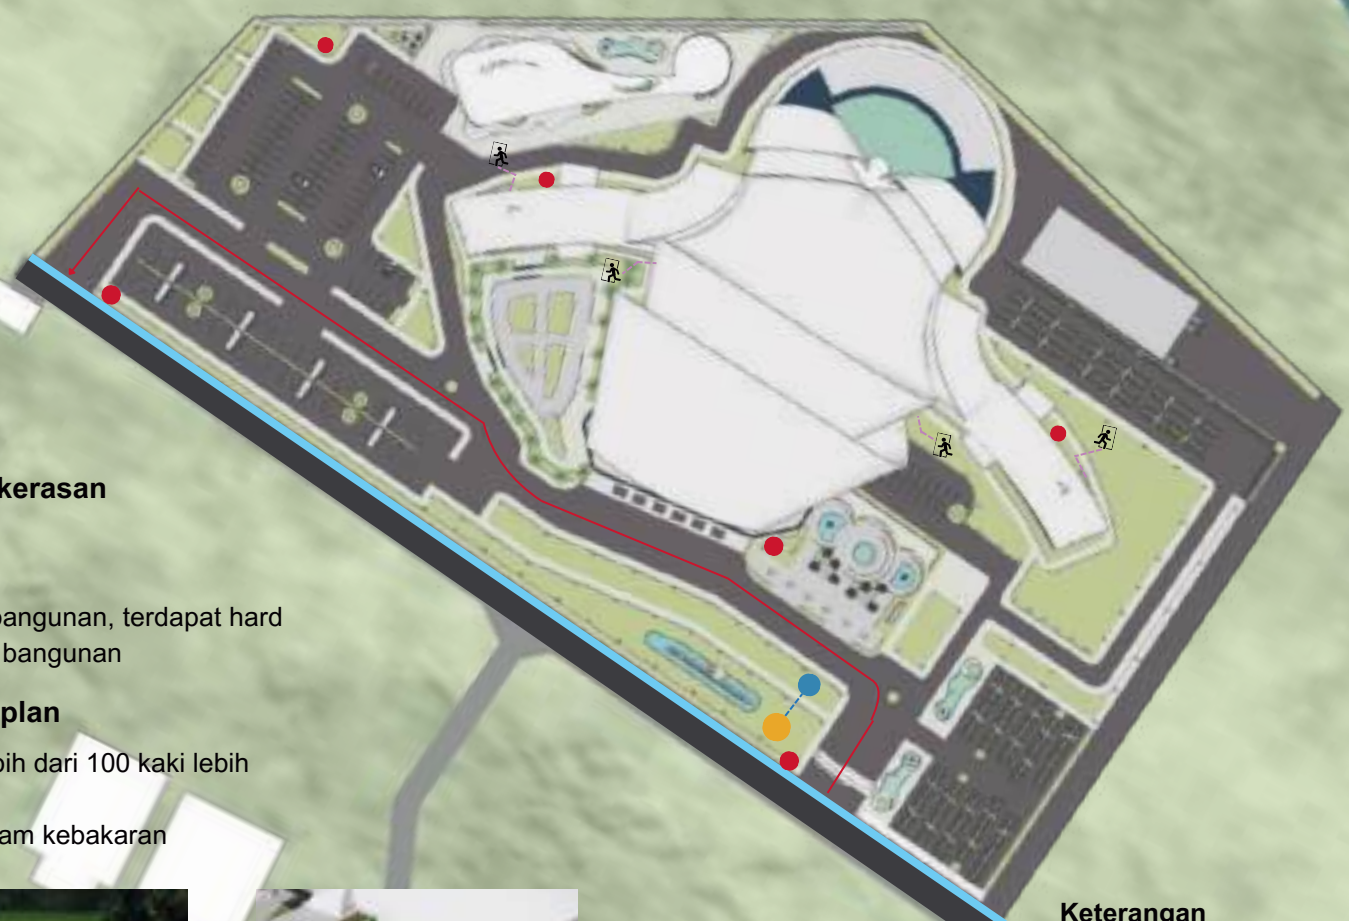 kerasan
bangunan, terdapat hard
bangunan
plan
bih dari 100 kaki lebih
am kebakaran
Keterangan